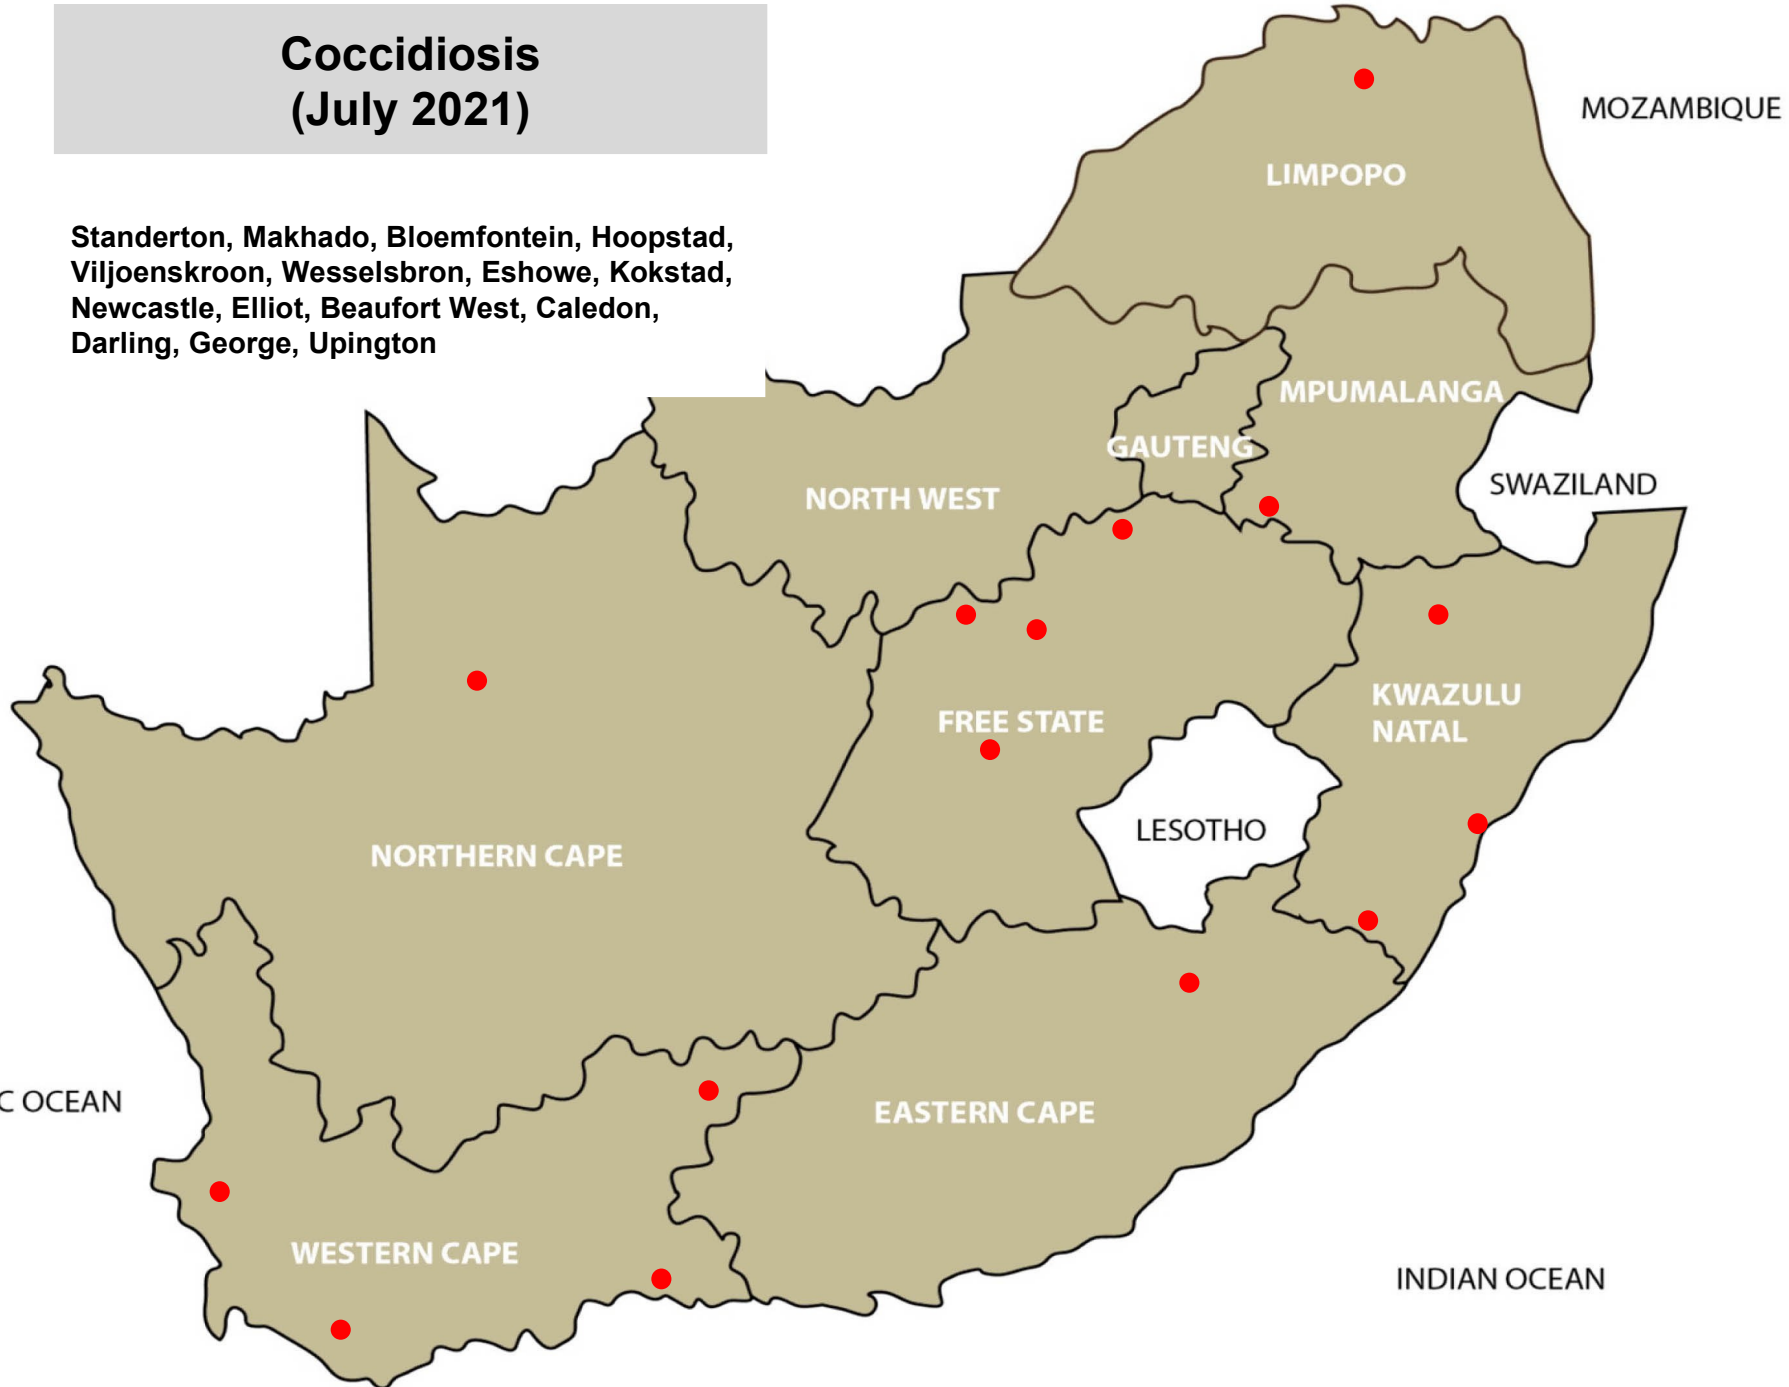 Coccidiosis
(July 2021)
Standerton, Makhado, Bloemfontein, Hoopstad,
Viljoenskroon, Wesselsbron, Eshowe, Kokstad,
Newcastle, Elliot, Beaufort West, Caledon,
Darling, George, Upington
MOZAMBIQUE
LIMPOPO
MPUMALANGA
GAUTENG
SWAZILAND
NORTH WEST
KWAZULU
NATAL
FREE STATE
LESOTHO
NORTHERN CAPE
C OCEAN
EASTERN CAPE
WESTERN CAPE
INDIAN OCEAN